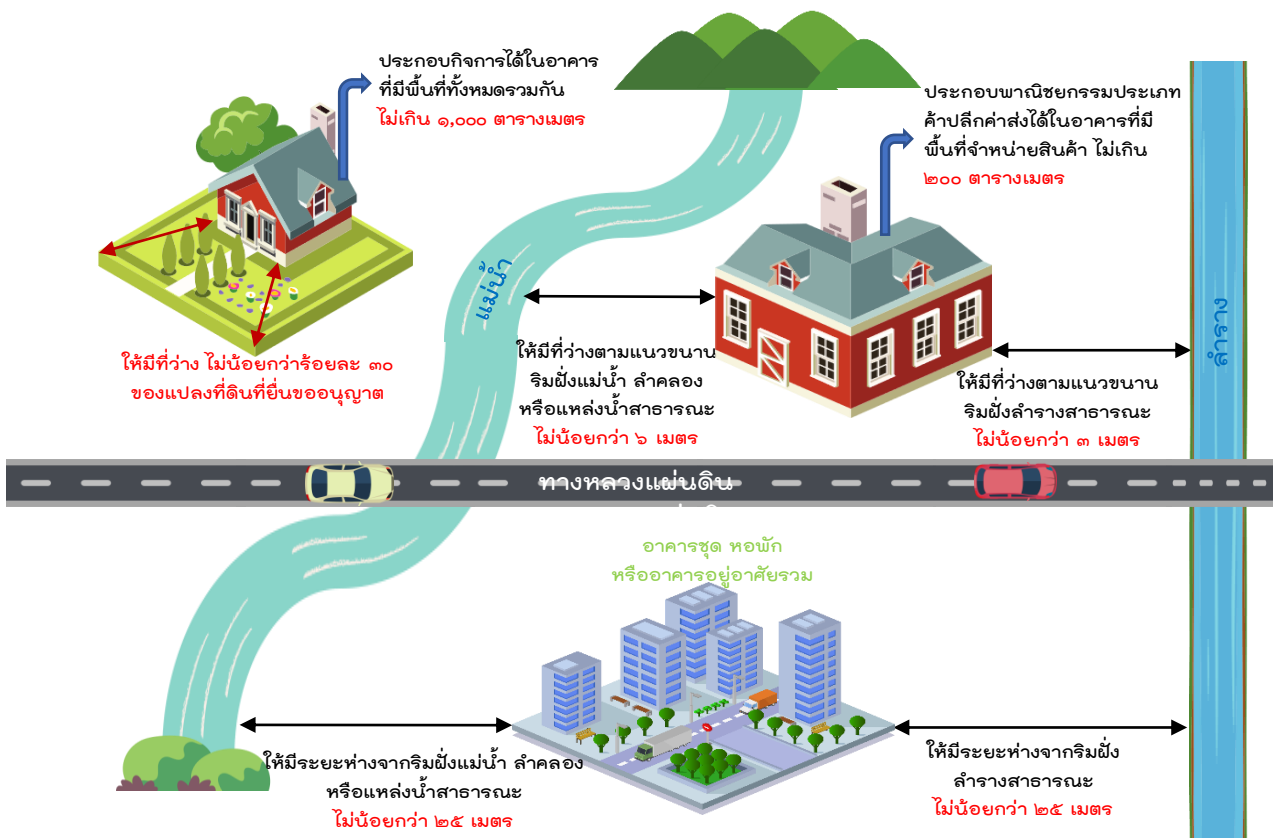 ประกอบกิจการได้ในอาคาร
ที่มีพื้นที่ทั้งหมดรวมกัน
ไม่เกิน ๑,๐๐๐ ตารางเมตร
ประกอบพาณิชยกรรมประเภท
ค้าปลีกค่าส่งได้ในอาคารที่มี
พื้นที่จำหน่ายสินค้า ไม่เกิน
๒๐๐ ตารางเมตร
แม่น้ำ
ลำราง
ให้มีที่ว่าง ไม่น้อยกว่าร้อยละ ๓๐
ของแปลงที่ดินที่ยื่นขออนุญาต
ให้มีที่ว่างตามแนวขนาน
ริมฝั่งแม่น้ำ ลำคลอง
หรือแหล่งน้ำสาธารณะ
ไม่น้อยกว่า ๖ เมตร
ให้มีที่ว่างตามแนวขนาน
ริมฝั่งลำรางสาธารณะ
ไม่น้อยกว่า ๓ เมตร
ทางหลวงแผ่นดิน
อาคารชุด หอพัก
หรืออาคารอยู่อาศัยรวม
ให้มีระยะห่างจากริมฝั่งแม่น้ำ ลำคลอง
หรือแหล่งน้ำสาธารณะ
ไม่น้อยกว่า ๒๕ เมตร
ให้มีระยะห่างจากริมฝั่ง
ลำรางสาธารณะ
ไม่น้อยกว่า ๒๕ เมตร